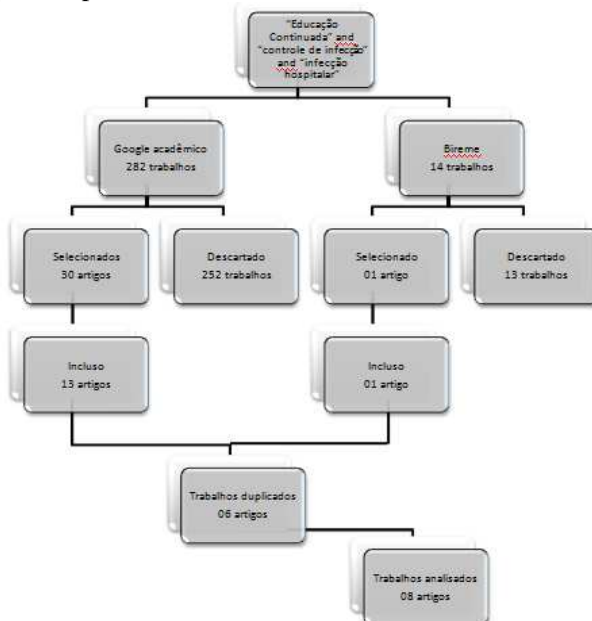 "Educação
Continuada" and
"controle de infecção"
and "infecção
hospitalar"
Google acadêmico
282 trabalhos
Bireme
14 trabalhos
Selecionados
30 artigos
Descartado
252 trabalhos
Selecionado
01 artigo
Descartado
13 trabalhos
Incluso
13 artigos
Incluso
01 artigo
Trabalhos duplicados
06 artigos
Trabalhos analisados
08 artigos